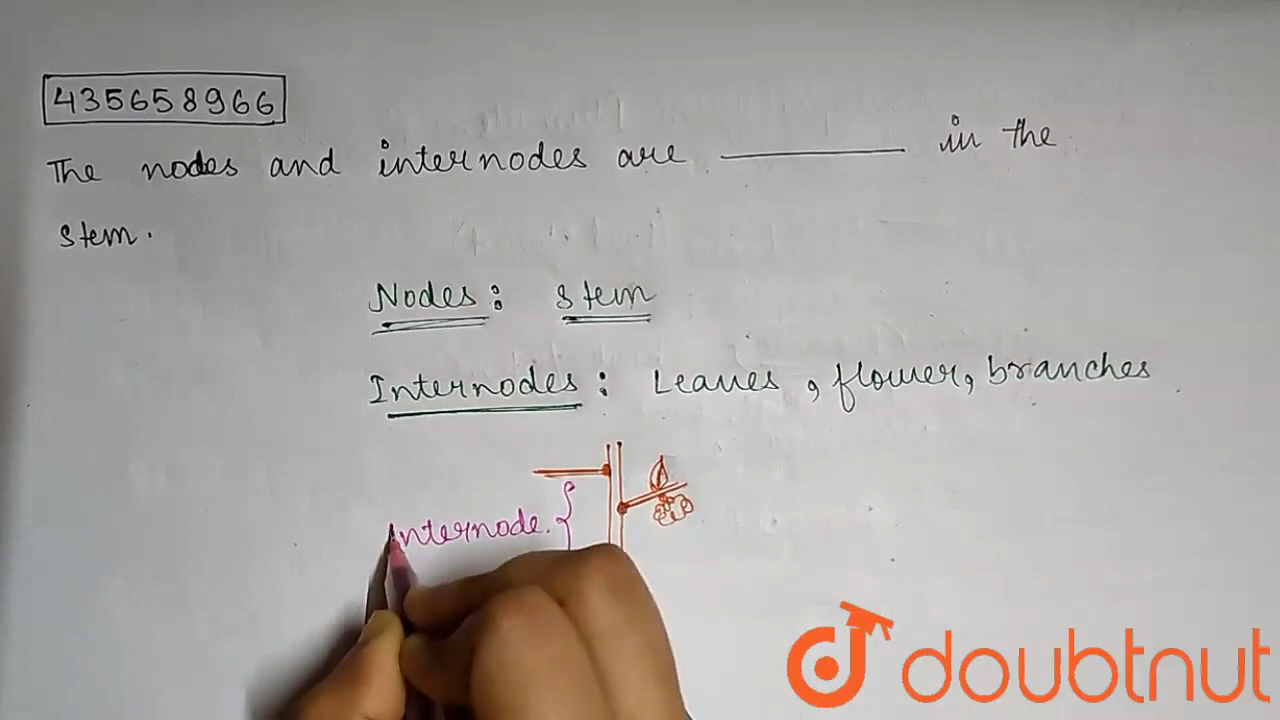 435658966
The nodes and internodes are ________ in the
stem.
Nodes: stem
Internodes: Leaves, flower, branches
Internode.
doubtnut